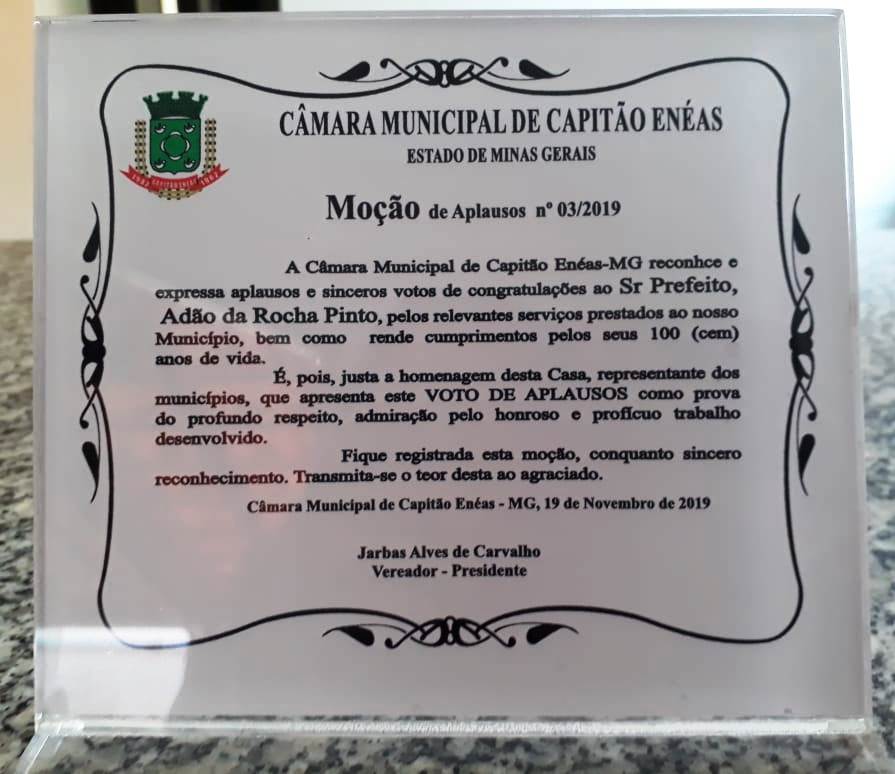 CÂMARA MUNICIPAL DE CAPITÃO ENÉAS
ESTADO DE MINAS GERAIS
Moção de Aplausos nº 03/2019
A Câmara Municipal de Capitão Enéas-MG reconhce e
expressa aplausos e sinceros votos de congratulações ao Sr Prefeito,
Adão da Rocha Pinto, pelos relevantes serviços prestados ao nosso
Município, bem como rende cumprimentos pelos seus 100 (cem)
anos de vida.
É, pois, justa a homenagem desta Casa, representante dos
municípios, que apresenta este VOTO DE APLAUSOS como prova
do profundo respeito, admiração pelo honroso e profícuo trabalho
desenvolvido.
Fique registrada esta moção, conquanto sincero
reconhecimento. Transmita-se o teor desta ao agraciado.
Câmara Municipal de Capitão Enéas - MG, 19 de Novembro de 2019
Jarbas Alves de Carvalho
Vereador - Presidente